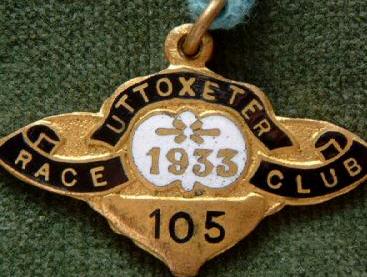 UTTOXETER
RACE CLUB
1933
105